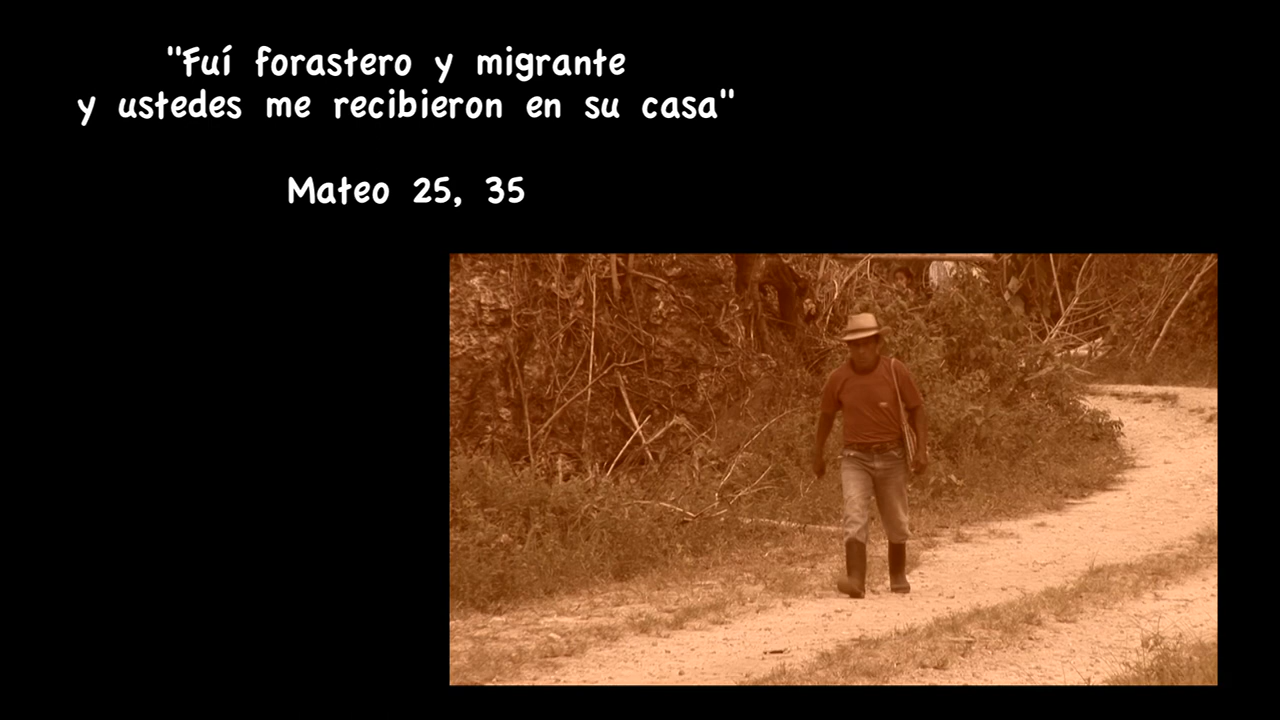 "Fuí forastero y migrante
y ustedes me recibieron en su casa"
Mateo 25, 35